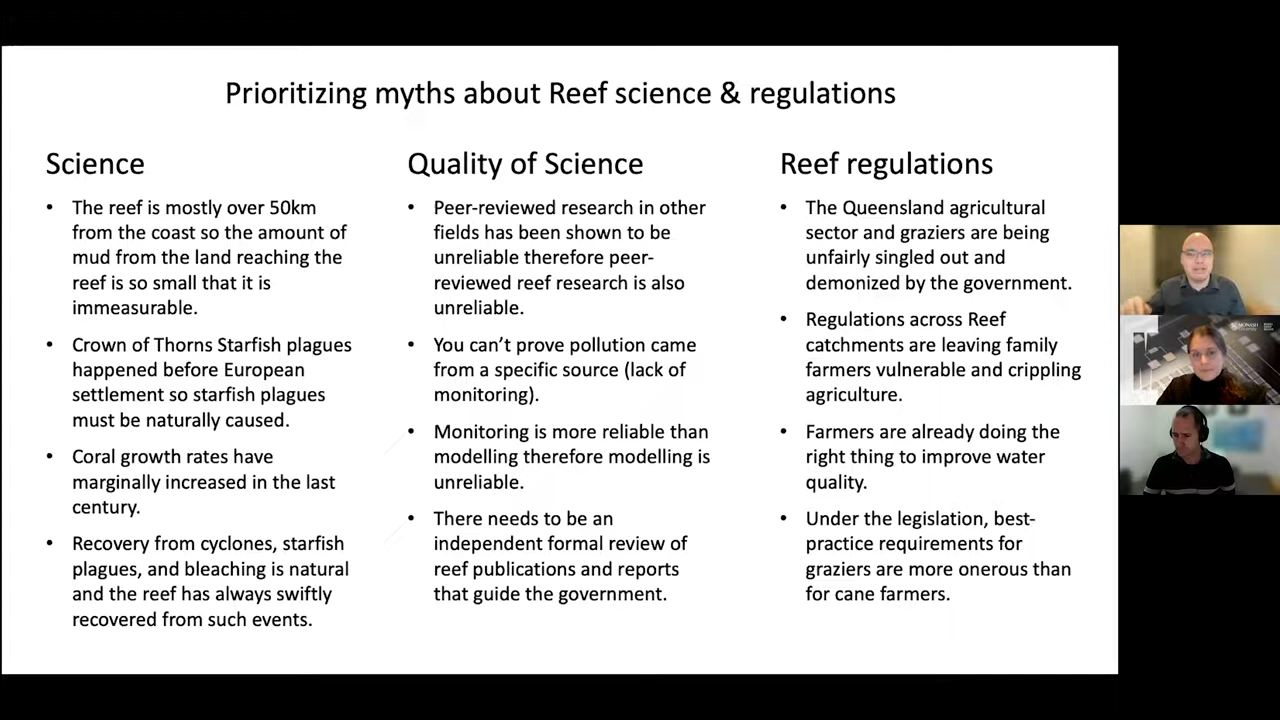 Prioritizing myths about Reef science & regulations
Science
• The reef is mostly over 50km
from the coast so the amount of
mud from the land reaching the
reef is so small that it is
immeasurable.
• Crown of Thorns Starfish plagues
happened before European
settlement so starfish plagues
must be naturally caused.
• Coral growth rates have
marginally increased in the last
century.
• Recovery from cyclones, starfish
plagues, and bleaching is natural
and the reef has always swiftly
recovered from such events.
Quality of Science
• Peer-reviewed research in other
fields has been shown to be
unreliable therefore peer-
reviewed reef research is also
unreliable.
• You can’t prove pollution came
from a specific source (lack of
monitoring).
• Monitoring is more reliable than
modelling therefore modelling is
unreliable.
• There needs to be an
independent formal review of
reef publications and reports
that guide the government.
Reef regulations
• The Queensland agricultural
sector and graziers are being
unfairly singled out and
demonized by the government.
• Regulations across Reef
catchments are leaving family
farmers vulnerable and crippling
agriculture.
• Farmers are already doing the
right thing to improve water
quality.
• Under the legislation, best-
practice requirements for
graziers are more onerous than
for cane farmers.
MONASH